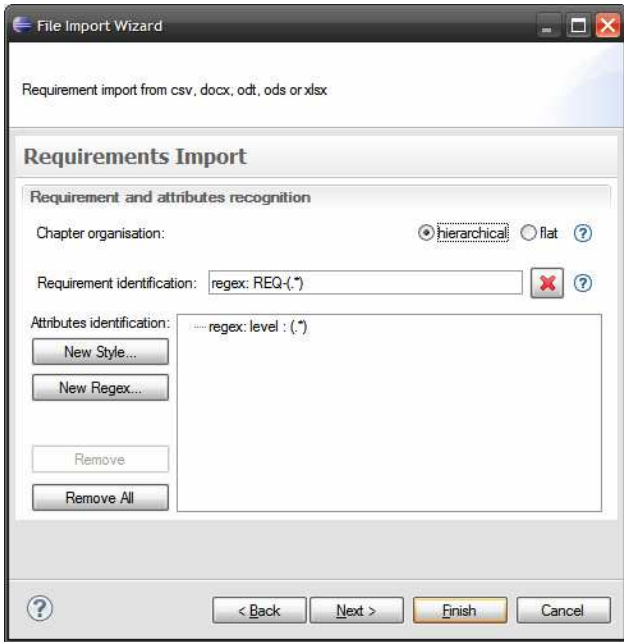 File Import Wizard
Requirement import from csv, docx, odt, ods or xlsx
Requirements Import
Requirement and attributes recognition
Chapter organisation: hierarchical flat ?
Requirement identification: regex: REQ-(.*) ?
Attributes identification: regex: level : (.*)
New Style...
New Regex...
Remove
Remove All
? < Back Next > Finish Cancel